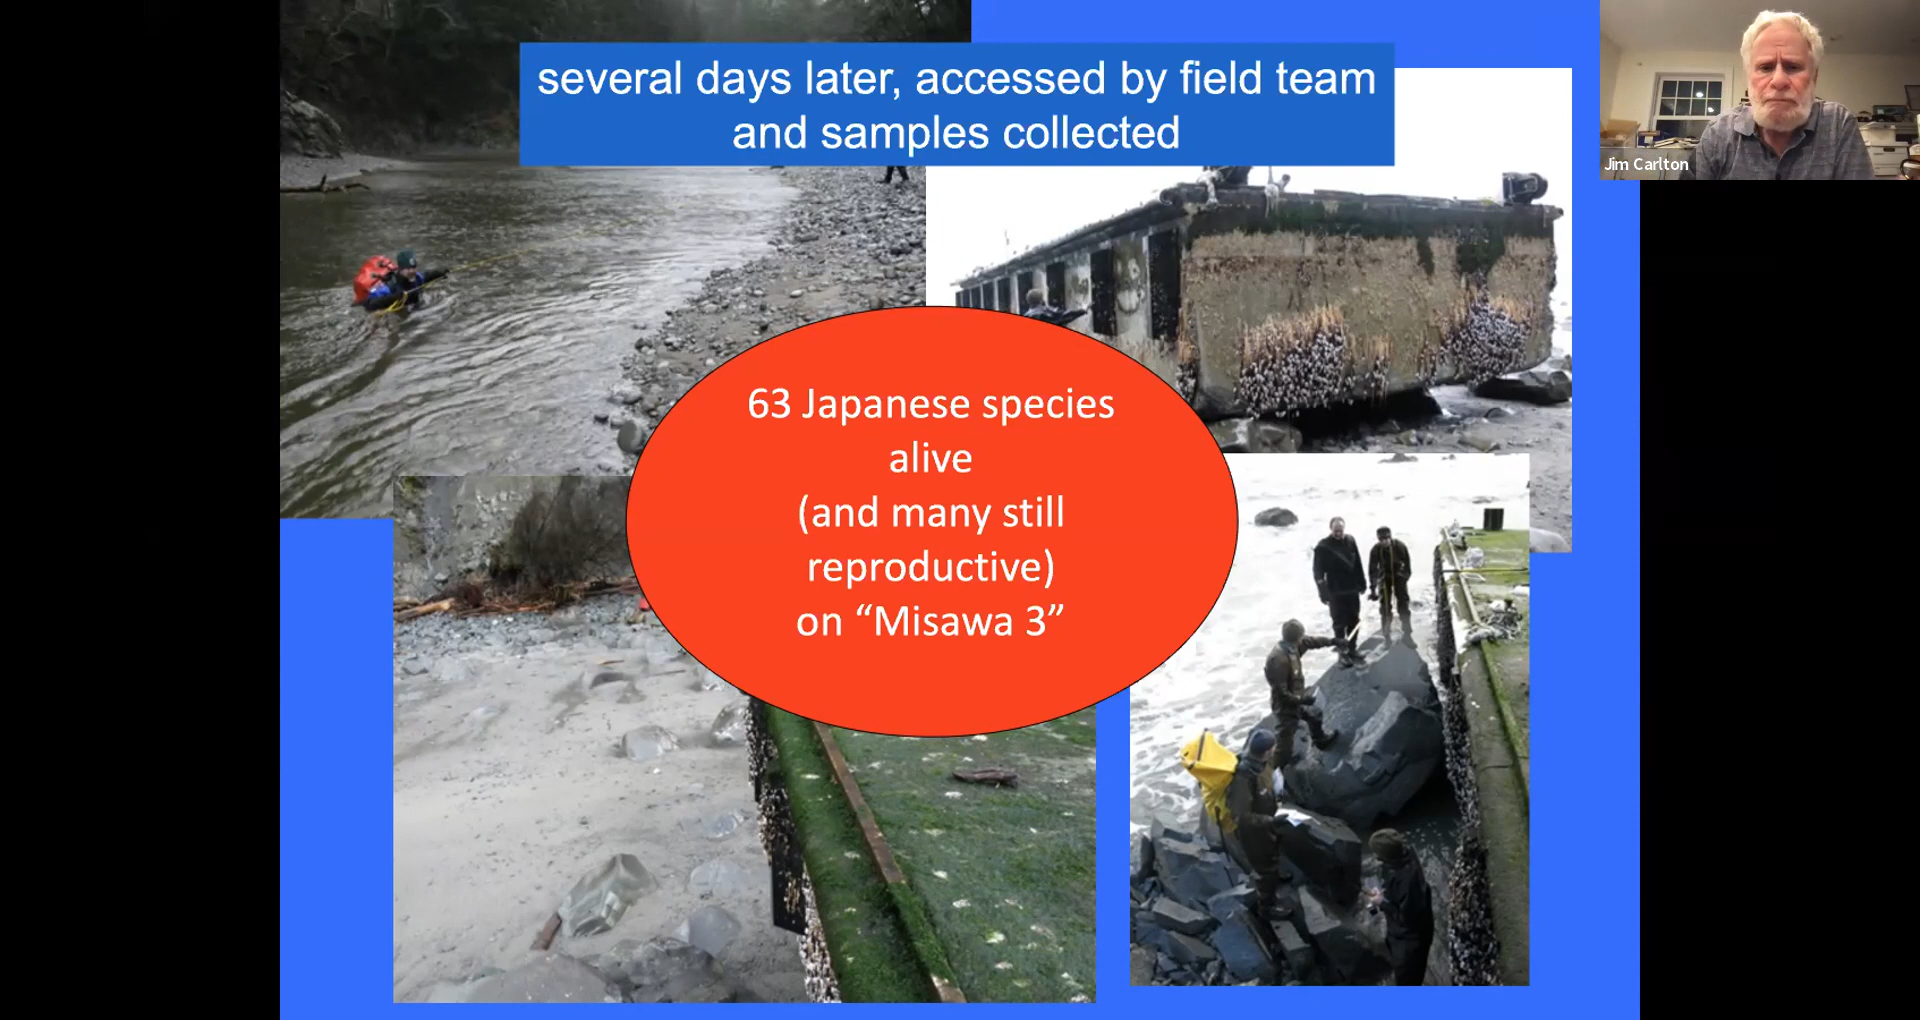 several days later, accessed by field team
and samples collected
Jim Carlton
63 Japanese species
alive
(and many still
reproductive)
on “Misawa 3”